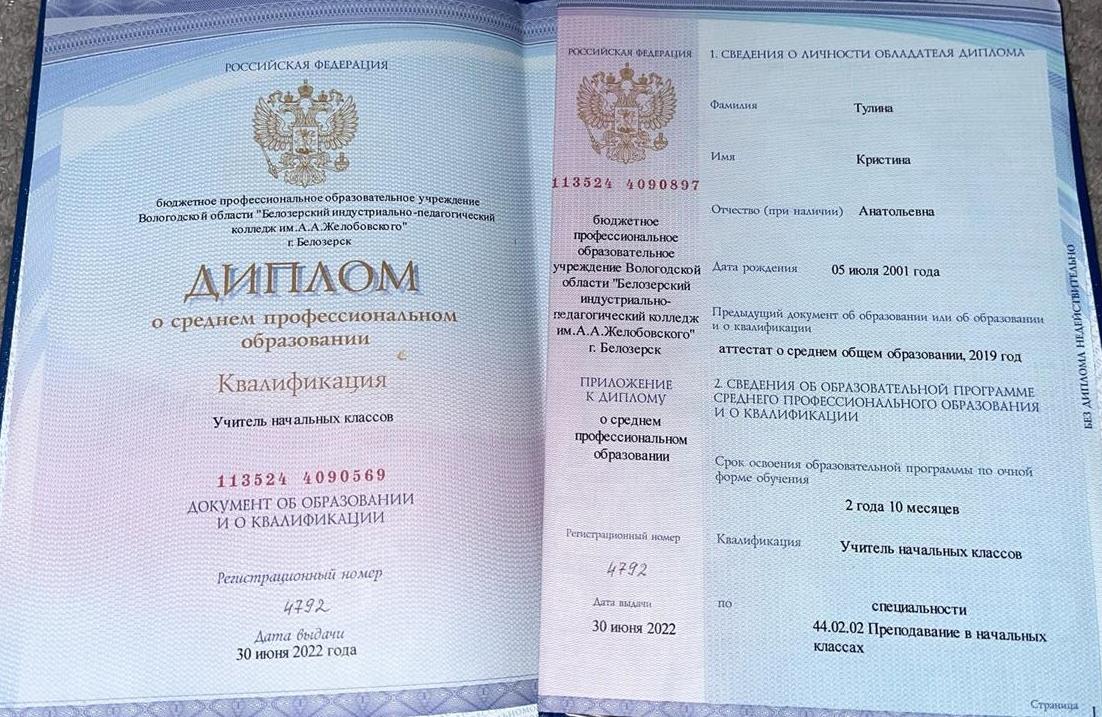 РОССИЙСКАЯ ФЕДЕРАЦИЯ
бюджетное профессиональное образовательное учреждение
Вологодской области "Белозерский индустриально-педагогический
колледж им.А.А.Желобовского"
г. Белозерск
ДИПЛОМ
о среднем профессиональном
образовании
Квалификация
Учитель начальных классов
113524 4090569
ДОКУМЕНТ ОБ ОБРАЗОВАНИИ
И О КВАЛИФИКАЦИИ
Регистрационный номер
4792
Дата выдачи
30 июня 2022 года
РОССИЙСКАЯ ФЕДЕРАЦИЯ
113524 4090897
бюджетное
профессиональное
образовательное
учреждение Вологодской
области "Белозерский
индустриально-
педагогический колледж
им.А.А.Желобовского"
г. Белозерск
ПРИЛОЖЕНИЕ
К ДИПЛОМУ
о среднем
профессиональном
образовании
Регистрационный номер
4792
Дата выдачи
30 июня 2022
1. СВЕДЕНИЯ О ЛИЧНОСТИ ОБЛАДАТЕЛЯ ДИПЛОМА
Фамилия Тулина
Имя Кристина
Отчество (при наличии) Анатольевна
Дата рождения 05 июля 2001 года
Предыдущий документ об образовании или об образовании
и о квалификации
аттестат о среднем общем образовании, 2019 год
2. СВЕДЕНИЯ ОБ ОБРАЗОВАТЕЛЬНОЙ ПРОГРАММЕ
СРЕДНЕГО ПРОФЕССИОНАЛЬНОГО ОБРАЗОВАНИЯ
И О КВАЛИФИКАЦИИ
Срок освоения образовательной программы по очной
форме обучения
2 года 10 месяцев
Квалификация Учитель начальных классов
по специальности
44.02.02 Преподавание в начальных
классах
Страница 1
БЕЗ ДИПЛОМА НЕДЕЙСТВИТЕЛЬНО